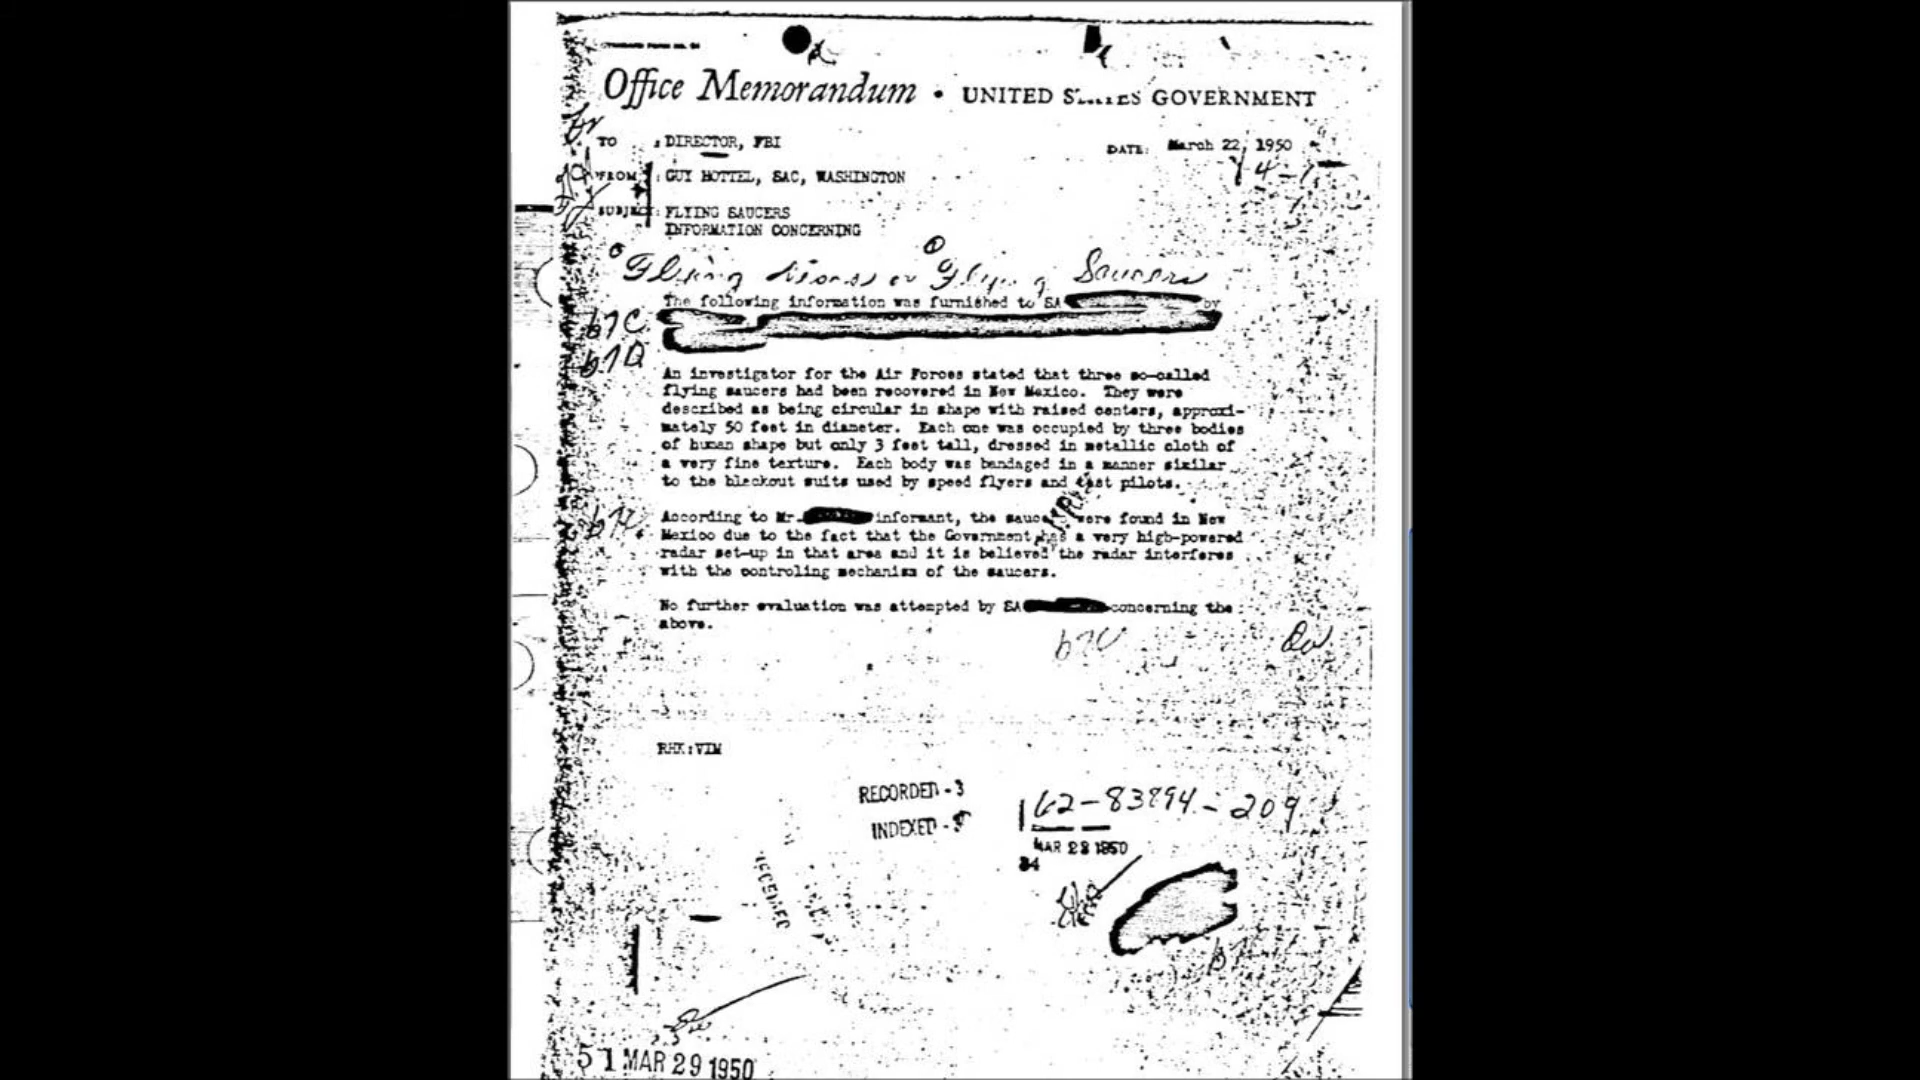 STANDARD FORM NO. 64
Office Memorandum • UNITED STATES GOVERNMENT
TO : DIRECTOR, FBI
DATE: March 22, 1950
FROM : GUY HOTTEL, SAC, WASHINGTON
SUBJECT: FLYING SAUCERS
INFORMATION CONCERNING
Flying Discs or Flying Saucers
The following information was furnished to SA by
b7C
b7D
An investigator for the Air Forces stated that three so-called
flying saucers had been recovered in New Mexico. They were
described as being circular in shape with raised centers, approxi-
mately 50 feet in diameter. Each one was occupied by three bodies
of human shape but only 3 feet tall, dressed in metallic cloth of
a very fine texture. Each body was bandaged in a manner similar
to the blackout suits used by speed flyers and test pilots.
According to Mr. informant, the saucers were found in New
Mexico due to the fact that the Government has a very high-powered
radar set-up in that area and it is believed the radar interferes
with the controling mechanism of the saucers.
No further evaluation was attempted by SA concerning the
above.
b7C
RHK:VIM
RECORDED - 3
INDEXED -
62-83894-209
MAR 28 1950
34
RECEIVED
51 MAR 29 1950